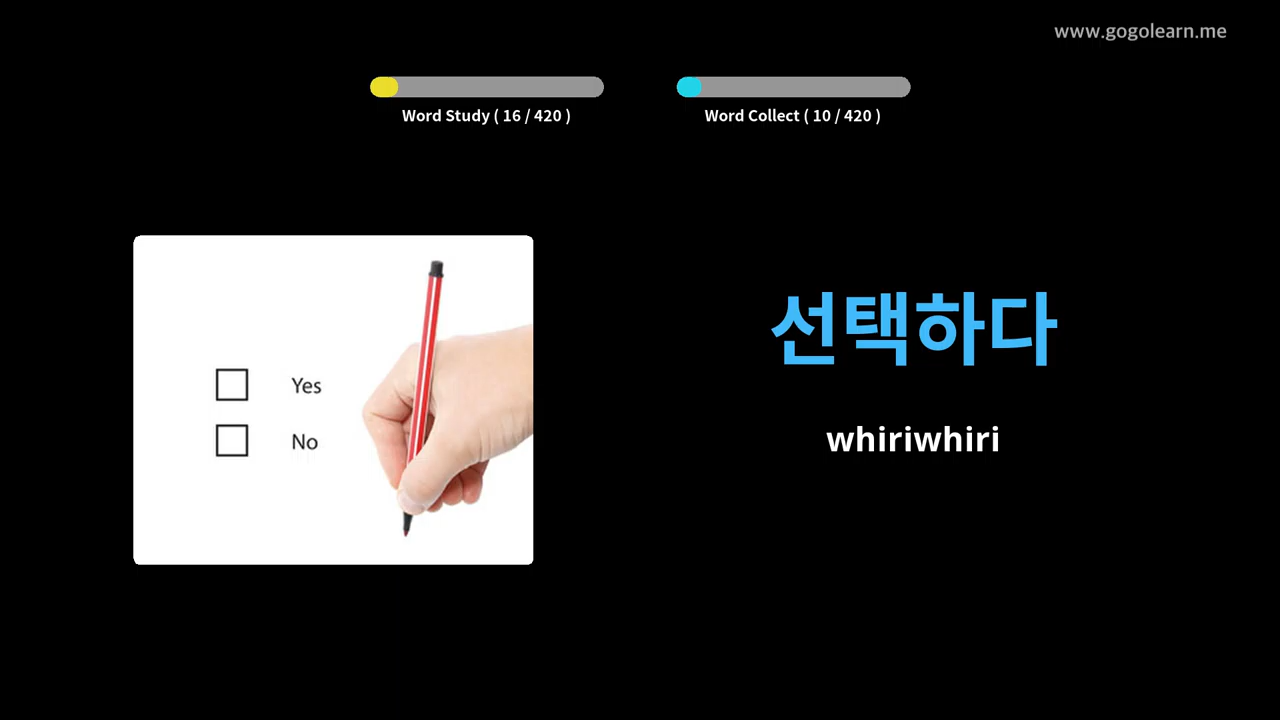 www.gogolearn.me
Word Study ( 16 / 420 )
Word Collect ( 10 / 420 )
Yes
No
선택하다
whiriwhiri